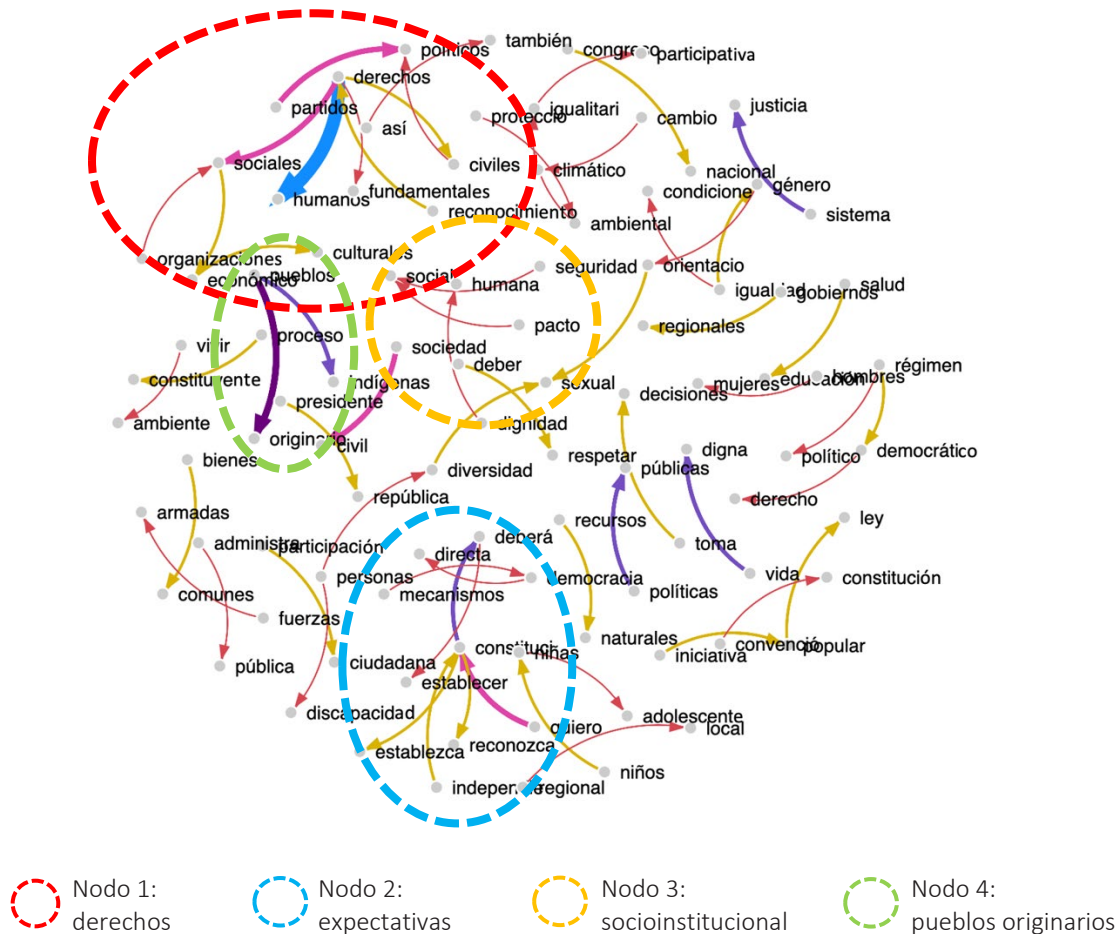 políticos
también
congreso
participativa
derechos
partidos
igualitari
justicia
protecció
cambio
así
sociales
civiles
climático
nacional
condicione
género
humanos
fundamentales
reconocimiento
ambiental
sistema
organizaciones
culturales
económico
pueblos
social
humana
seguridad
orientacio
igualdad
gobiernos
salud
vivir
proceso
pacto
regionales
sociedad
deber
constituyente
indígenas
sexual
decisiones
mujeres
educación
hombres
régimen
presidente
ambiente
originario
civil
dignidad
bienes
diversidad
respetar
públicas
digna
político
democrático
república
derecho
armadas
recursos
ley
administra
participación
directa
deberá
toma
personas
mecanismos
democracia
políticas
vida
constitución
comunes
fuerzas
naturales
pública
ciudadana
constituci
niñas
iniciativa
convenció
popular
establecer
discapacidad
quiero
adolescente
local
establezca
reconozca
niños
regional
Nodo 1:
derechos
Nodo 2:
expectativas
Nodo 3:
socioinstitucional
Nodo 4:
pueblos originarios